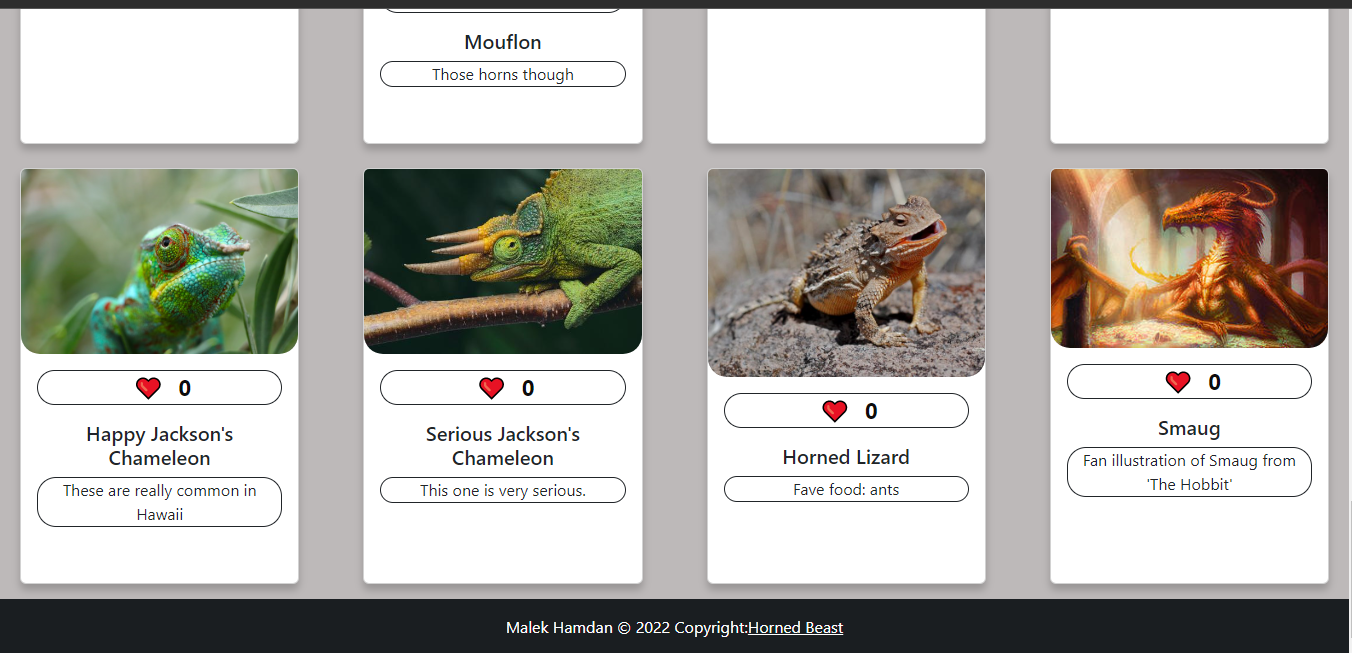 Mouflon
Those horns though
0
Happy Jackson's
Chameleon
These are really common in
Hawaii
0
Serious Jackson's
Chameleon
This one is very serious.
0
Horned Lizard
Fave food: ants
0
Smaug
Fan illustration of Smaug from
'The Hobbit'
Malek Hamdan © 2022 Copyright:Horned Beast